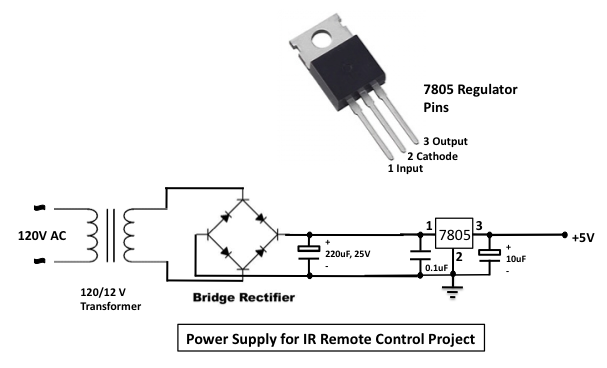 7805 Regulator
Pins
3 Output
2 Cathode
1 Input
120V AC
120/12 V
Transformer
Bridge Rectifier
+
220uF, 25V
-
0.1uF
1
7805
3
2
+
10uF
-
+5V
Power Supply for IR Remote Control Project